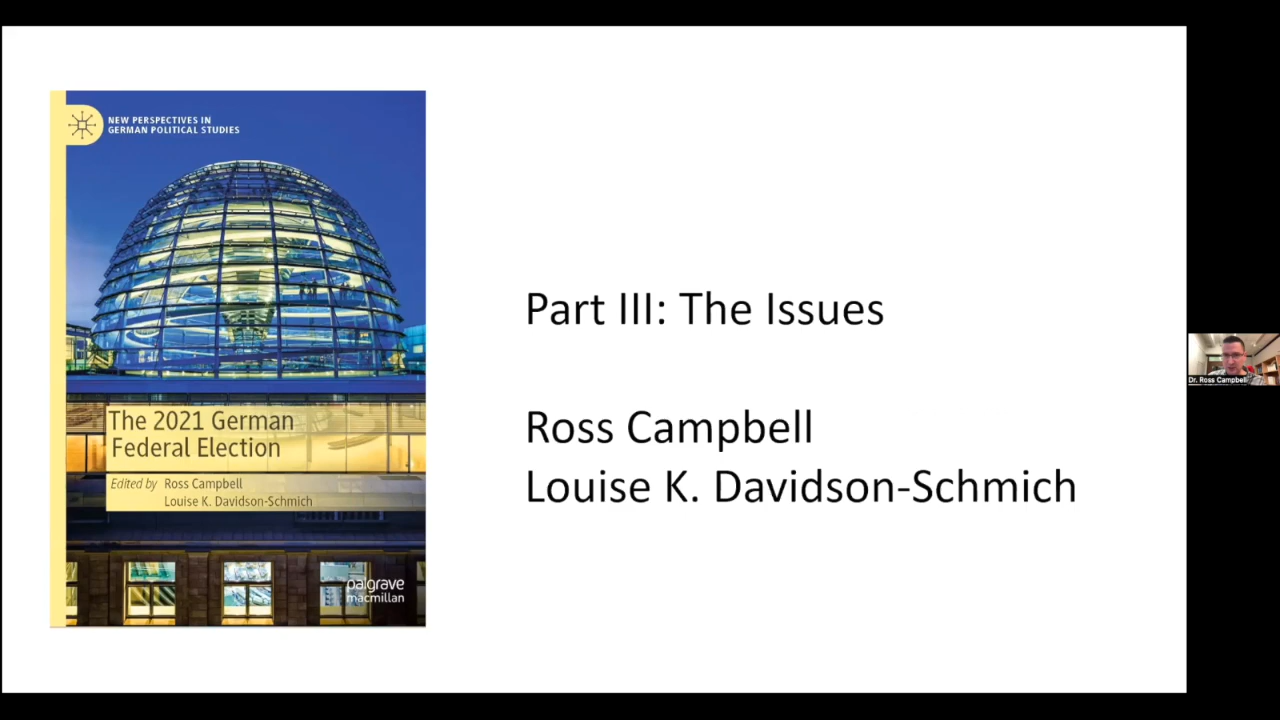 NEW PERSPECTIVES IN
GERMAN POLITICAL STUDIES
The 2021 German
Federal Election
Edited by Ross Campbell
Louise K. Davidson-Schmich
palgrave
macmillan
Part III: The Issues
Ross Campbell
Louise K. Davidson-Schmich
Dr. Ross Campbell